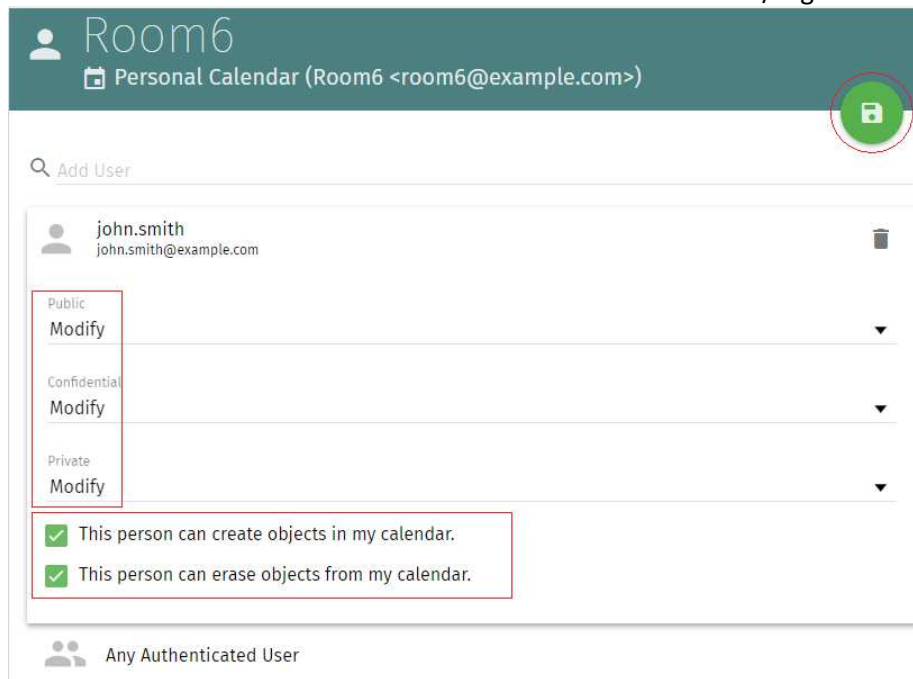 Room6
Personal Calendar (Room6 <room6@example.com>)
Add User
john.smith
john.smith@example.com
Public
Modify
Confidential
Modify
Private
Modify
This person can create objects in my calendar.
This person can erase objects from my calendar.
Any Authenticated User